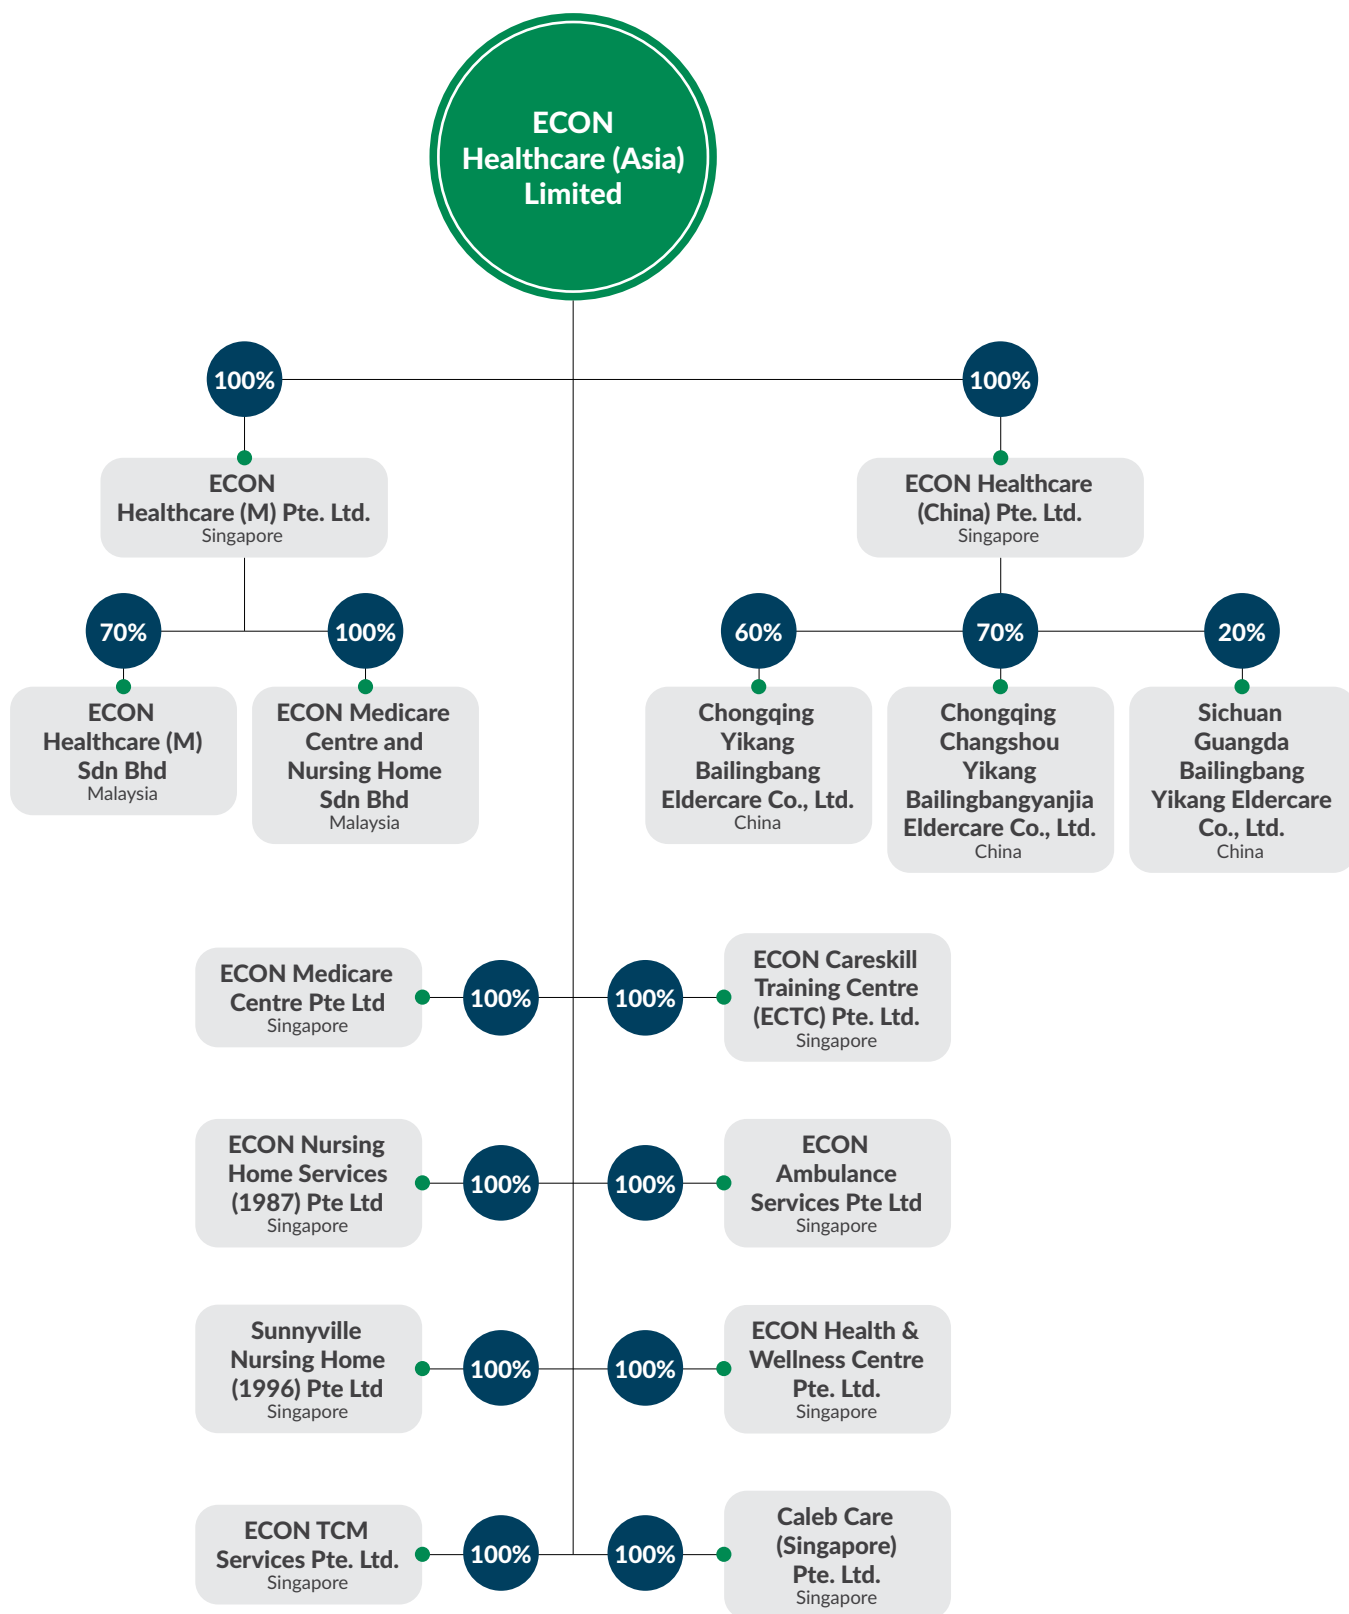 ECON
Healthcare (Asia)
Limited
100%
100%
ECON
Healthcare (M) Pte. Ltd.
Singapore
ECON Healthcare
(China) Pte. Ltd.
Singapore
70%
100%
60%
70%
20%
ECON
Healthcare (M)
Sdn Bhd
Malaysia
ECON Medicare
Centre and
Nursing Home
Sdn Bhd
Malaysia
Chongqing
Yikang
Bailingbang
Eldercare Co., Ltd.
China
Chongqing
Changshou
Yikang
Bailingbangyanjia
Eldercare Co., Ltd.
China
Sichuan
Guangda
Bailingbang
Yikang Eldercare
Co., Ltd.
China
ECON Medicare
Centre Pte Ltd
Singapore
100%
100%
ECON Careskill
Training Centre
(ECTC) Pte. Ltd.
Singapore
ECON Nursing
Home Services
(1987) Pte Ltd
Singapore
100%
100%
ECON
Ambulance
Services Pte Ltd
Singapore
Sunnyville
Nursing Home
(1996) Pte Ltd
Singapore
100%
100%
ECON Health &
Wellness Centre
Pte. Ltd.
Singapore
ECON TCM
Services Pte. Ltd.
Singapore
100%
100%
Caleb Care
(Singapore)
Pte. Ltd.
Singapore